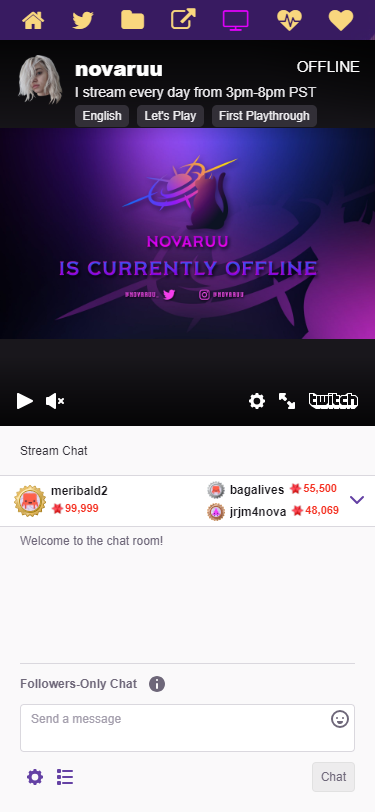 novaruu
OFFLINE
I stream every day from 3pm-8pm PST
English
Let's Play
First Playthrough
NOVARUU
IS CURRENTLY OFFLINE
@NOVARUU_
@NOVARUU
twitch
Stream Chat
meribald2
99,999
bagalives 55,500
jrjm4nova 48,069
Welcome to the chat room!
Followers-Only Chat
Send a message
Chat